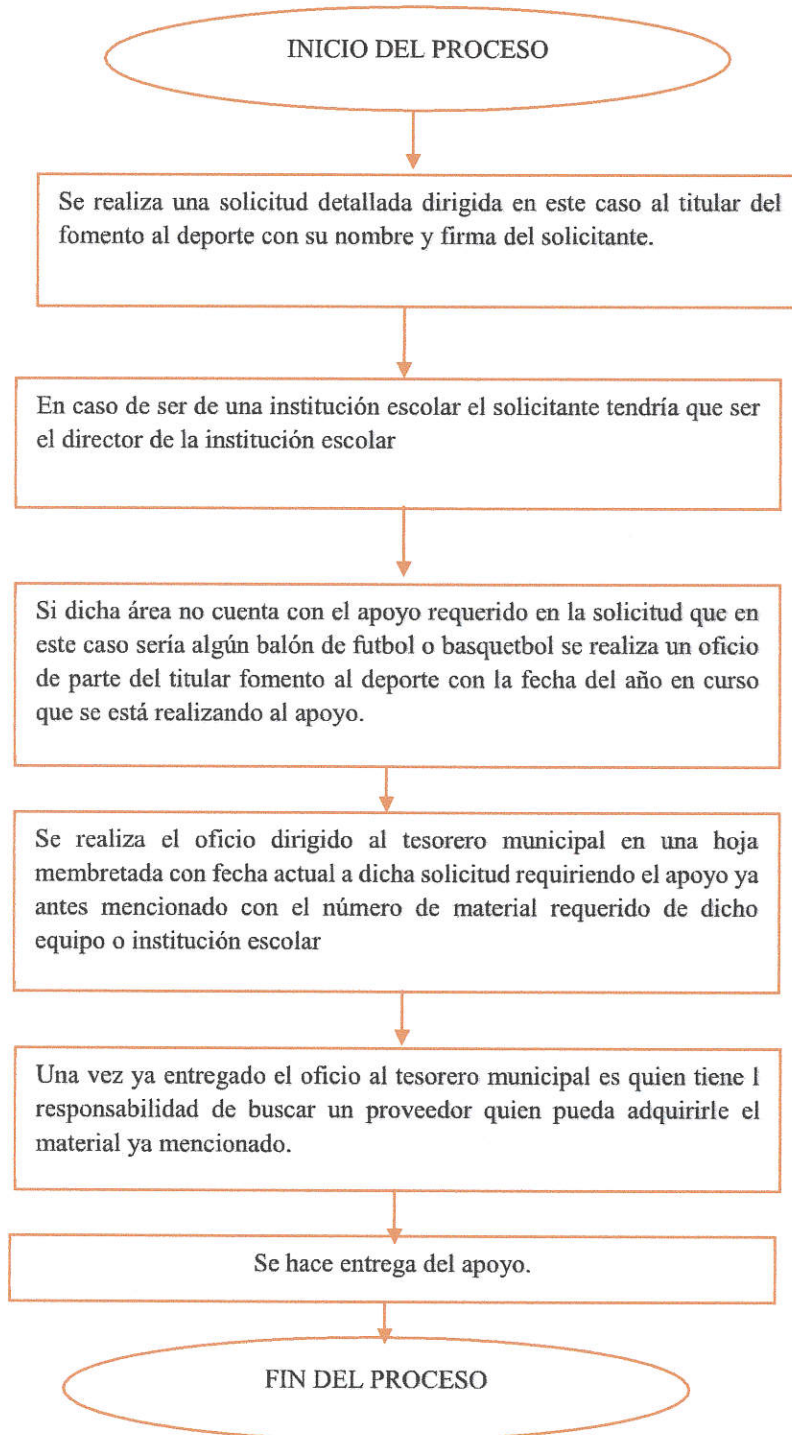 INICIO DEL PROCESO
Se realiza una solicitud detallada dirigida en este caso al titular del
fomento al deporte con su nombre y firma del solicitante.
En caso de ser de una institución escolar el solicitante tendría que ser
el director de la institución escolar
Si dicha área no cuenta con el apoyo requerido en la solicitud que en
este caso sería algún balón de futbol o basquetbol se realiza un oficio
de parte del titular fomento al deporte con la fecha del año en curso
que se está realizando al apoyo.
Se realiza el oficio dirigido al tesorero municipal en una hoja
membretada con fecha actual a dicha solicitud requiriendo el apoyo ya
antes mencionado con el número de material requerido de dicho
equipo o institución escolar
Una vez ya entregado el oficio al tesorero municipal es quien tiene l
responsabilidad de buscar un proveedor quien pueda adquirirle el
material ya mencionado.
Se hace entrega del apoyo.
FIN DEL PROCESO